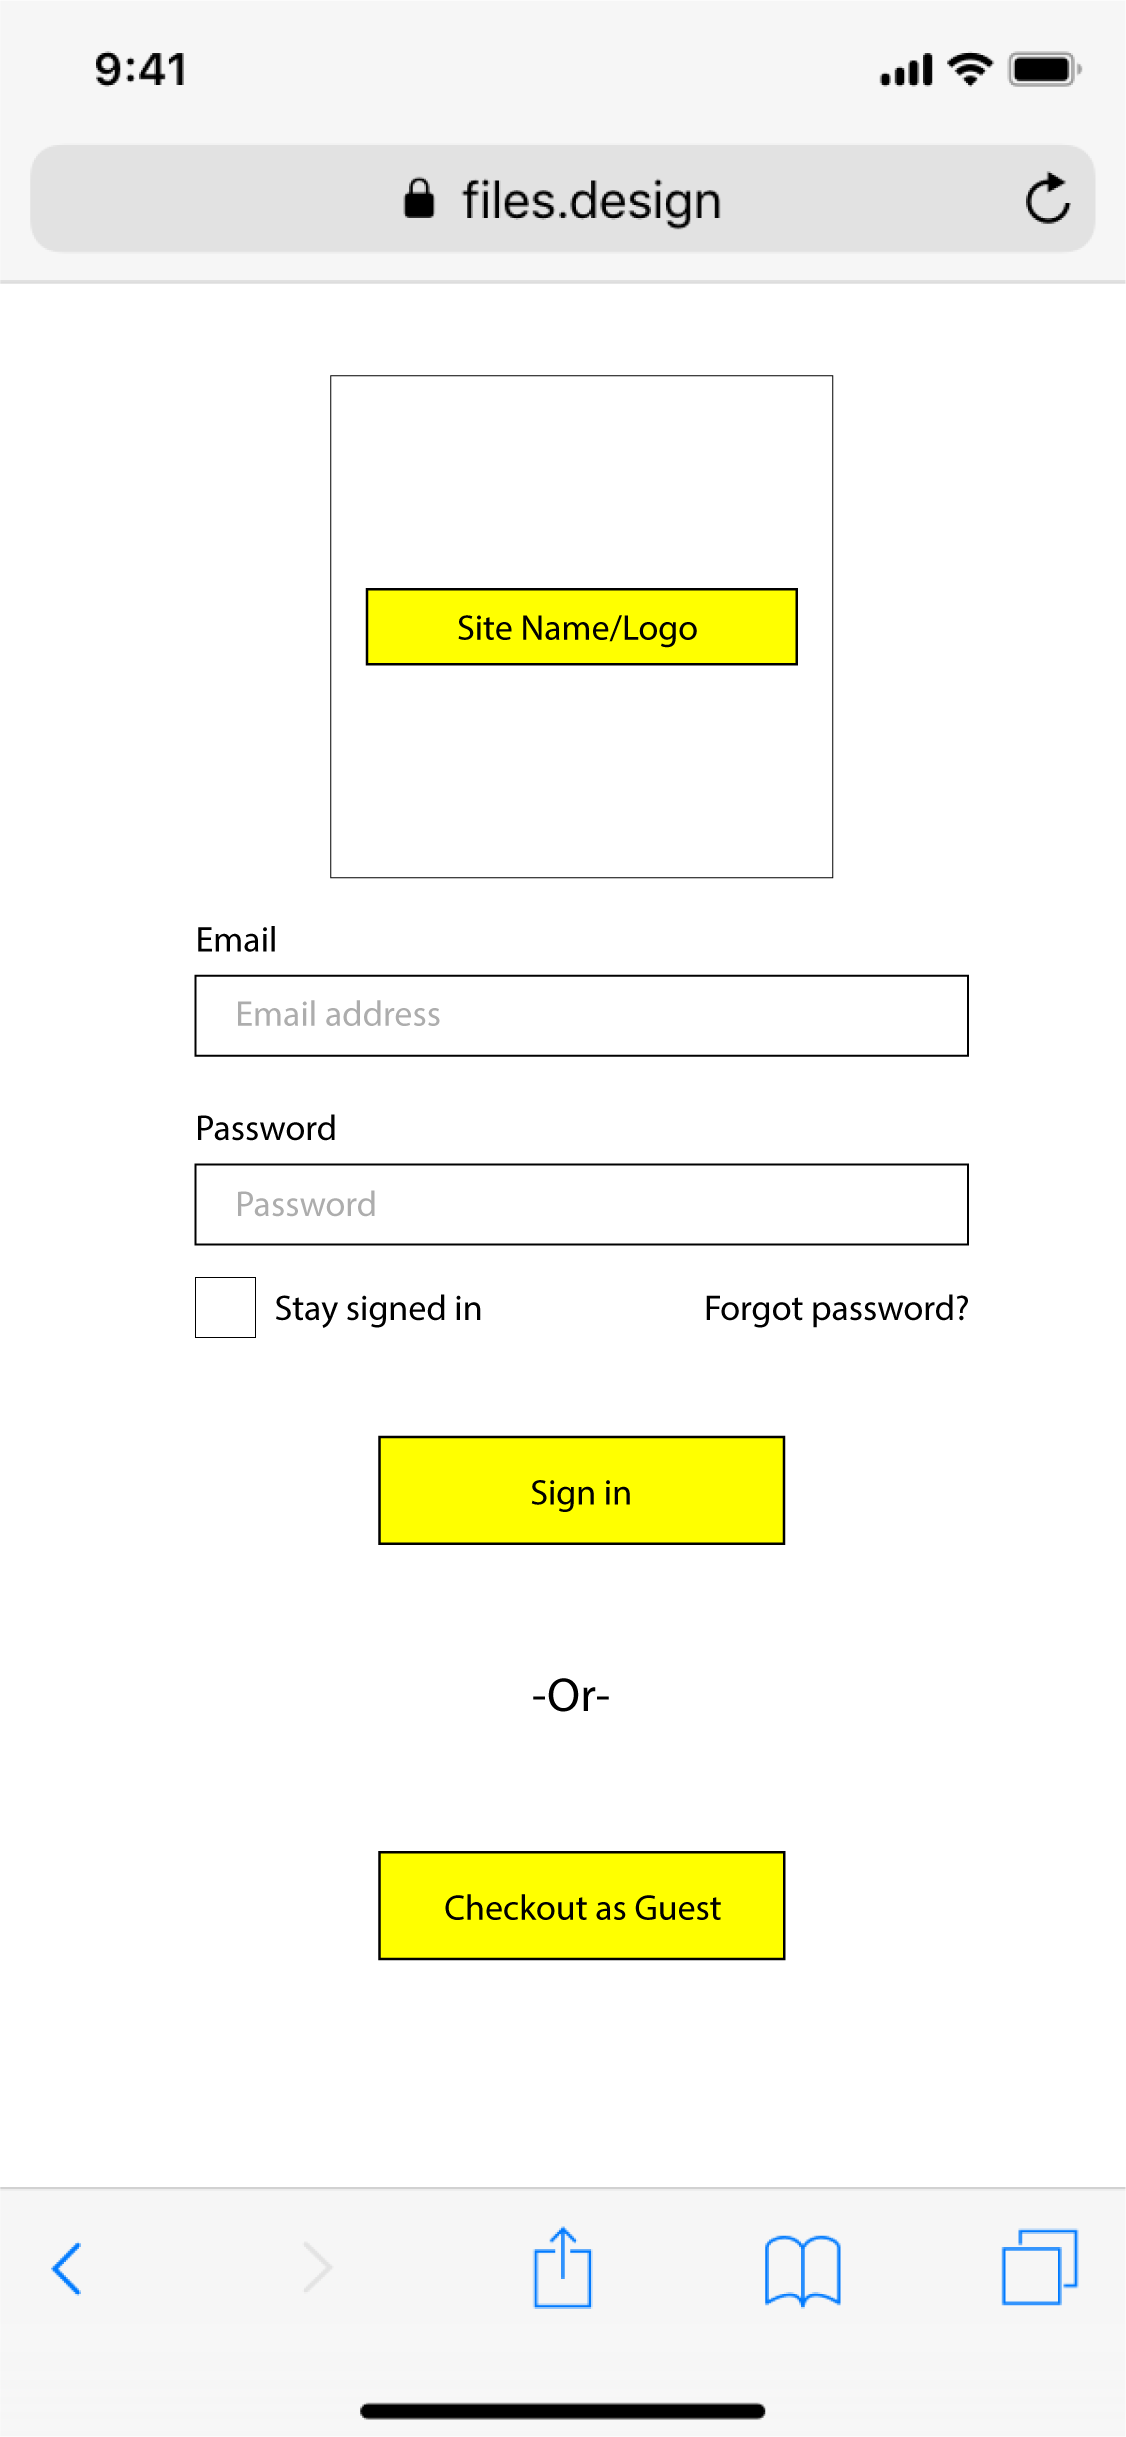 9:41
files.design
Site Name/Logo
Email
Email address
Password
Password
Stay signed in Forgot password?
Sign in
-Or-
Checkout as Guest